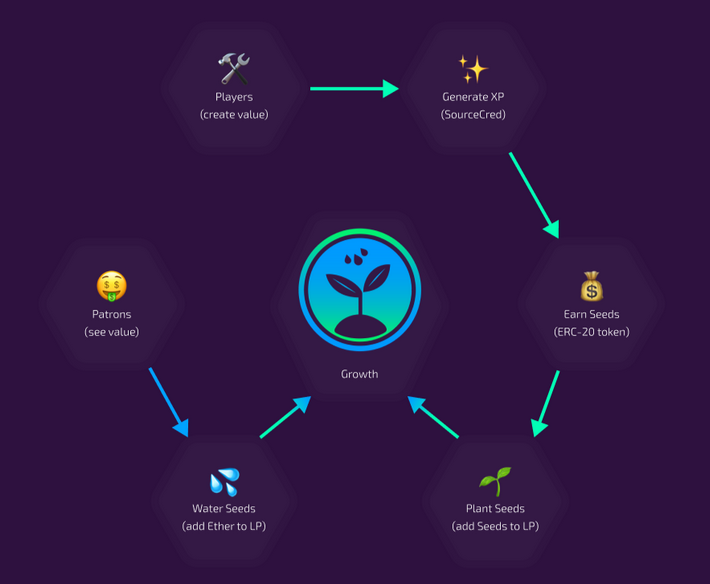 Players
(create value)
Generate XP
(SourceCred)
Patrons
(see value)
Growth
Earn Seeds
(ERC-20 token)
Water Seeds
(add Ether to LP)
Plant Seeds
(add Seeds to LP)